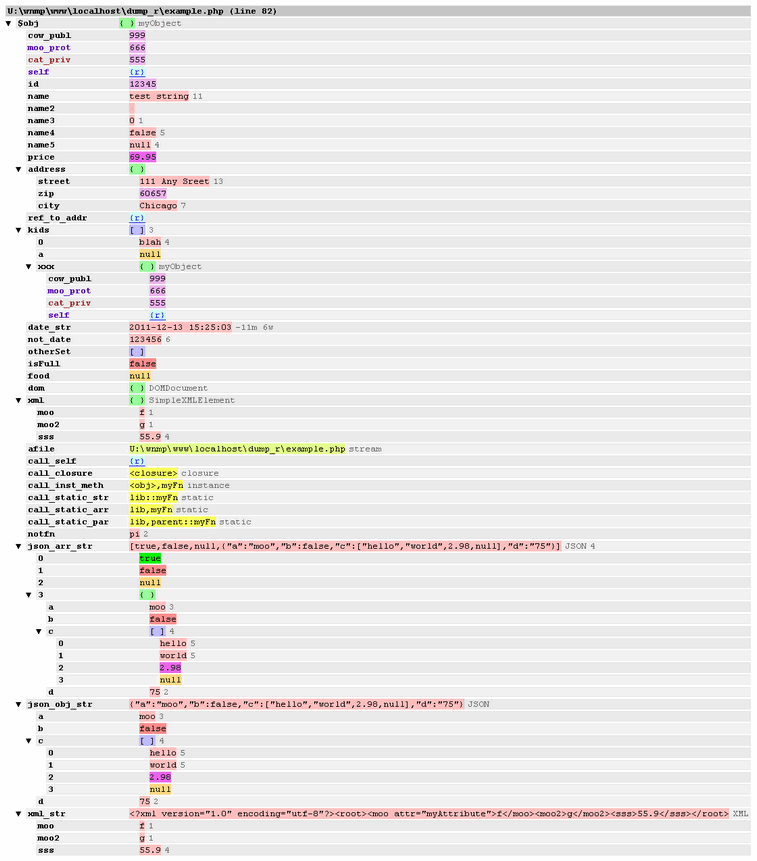 U:\wnmp\www\localhost\dump_r\example.php (line 82)
▼ $obj { } myObject
cow_publ 999
moo_prot 666
cat_priv 555
self {r}
id 12345
name test string 11
name2
name3 0 1
name4 false 5
name5 null 4
price 69.95
▼ address { }
street 111 Any Sreet 13
zip 60657
city Chicago 7
ref_to_addr {r}
▼ kids [ ] 3
0 blah 4
a null
▼ xxx { } myObject
cow_publ 999
moo_prot 666
cat_priv 555
self {r}
date_str 2011-12-13 15:25:03 -11m 6w
not_date 123456 6
otherSet [ ]
isFull false
food null
dom { } DOMDocument
▼ xml { } SimpleXMLElement
moo f 1
moo2 g 1
sss 55.9 4
afile U:\wnmp\www\localhost\dump_r\example.php stream
call_self {r}
call_closure <closure> closure
call_inst_meth <obj>,myFn instance
call_static_str lib::myFn static
call_static_arr lib,myFn static
call_static_par lib,parent::myFn static
notfn pi 2
▼ json_arr_str [true,false,null,{"a":"moo","b":false,"c":["hello","world",2.98,null],"d":"75"}] JSON 4
0 true
1 false
2 null
▼ 3 { }
a moo 3
b false
▼ c [ ] 4
0 hello 5
1 world 5
2 2.98
3 null
d 75 2
▼ json_obj_str {"a":"moo","b":false,"c":["hello","world",2.98,null],"d":"75"} JSON
a moo 3
b false
▼ c [ ] 4
0 hello 5
1 world 5
2 2.98
3 null
d 75 2
▼ xml_str <?xml version="1.0" encoding="utf-8"?><root><moo attr="myAttribute">f</moo><moo2>g</moo2><sss>55.9</sss></root> XML
moo f 1
moo2 g 1
sss 55.9 4